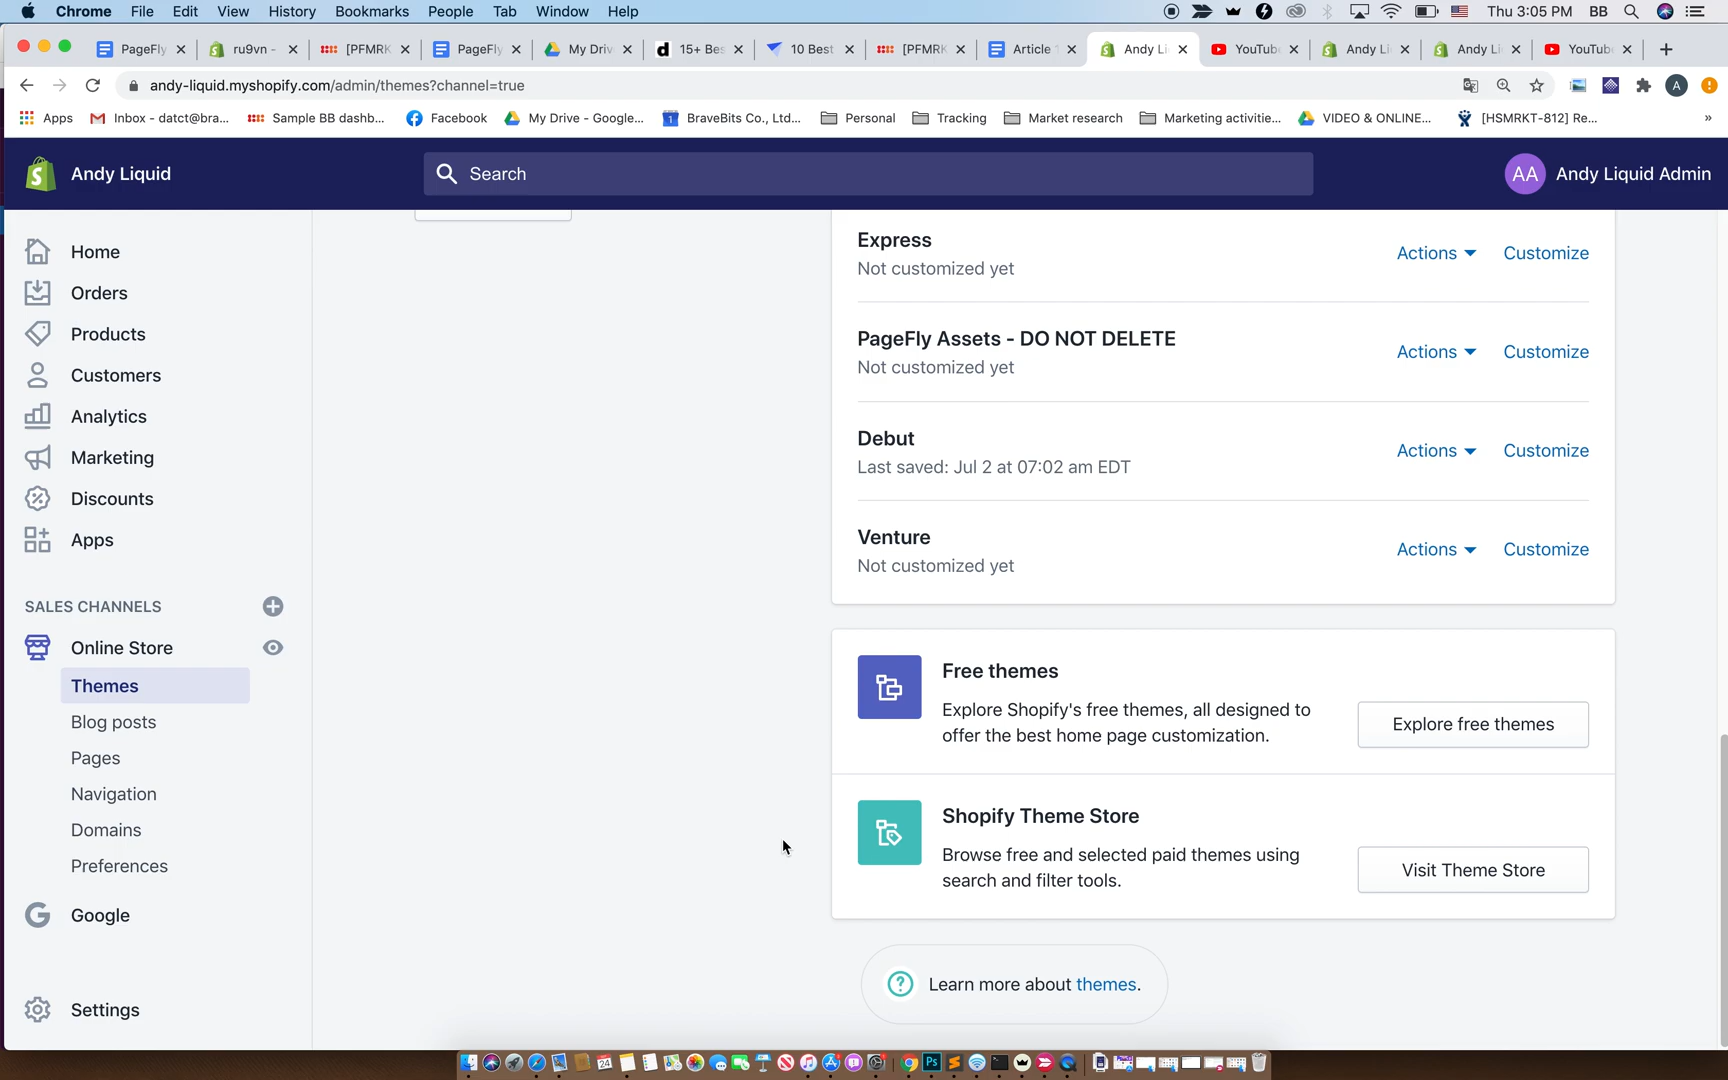 Chrome File Edit View History Bookmarks People Tab Window Help Thu 3:05 PM BB
PageFly ru9vn - [PFMRK PageFly My Driv 15+ Bes 10 Best [PFMRK Article 1 Andy Li YouTub Andy Li Andy Li YouTub
andy-liquid.myshopify.com/admin/themes?channel=true
Apps Inbox - datct@bra... Sample BB dashb... Facebook My Drive - Google... BraveBits Co., Ltd... Personal Tracking Market research Marketing activitie... VIDEO & ONLINE... [HSMRKT-812] Re... »
Andy Liquid Search AA Andy Liquid Admin
Home
Orders
Products
Customers
Analytics
Marketing
Discounts
Apps
SALES CHANNELS
Online Store
Themes
Blog posts
Pages
Navigation
Domains
Preferences
Google
Settings
Express
Not customized yet
Actions Customize
PageFly Assets - DO NOT DELETE
Not customized yet
Actions Customize
Debut
Last saved: Jul 2 at 07:02 am EDT
Actions Customize
Venture
Not customized yet
Actions Customize
Free themes
Explore Shopify's free themes, all designed to
offer the best home page customization.
Explore free themes
Shopify Theme Store
Browse free and selected paid themes using
search and filter tools.
Visit Theme Store
Learn more about themes.